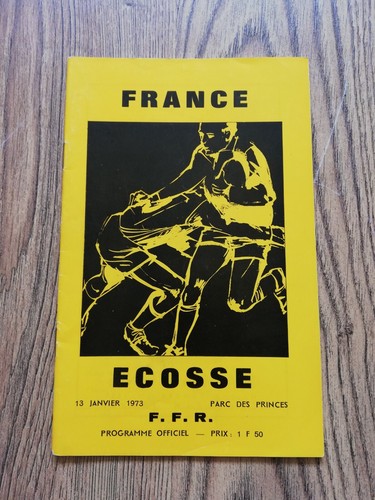 FRANCE
ECOSSE
13 JANVIER 1973 PARC DES PRINCES
F. F. R.
PROGRAMME OFFICIEL — PRIX : 1 F 50